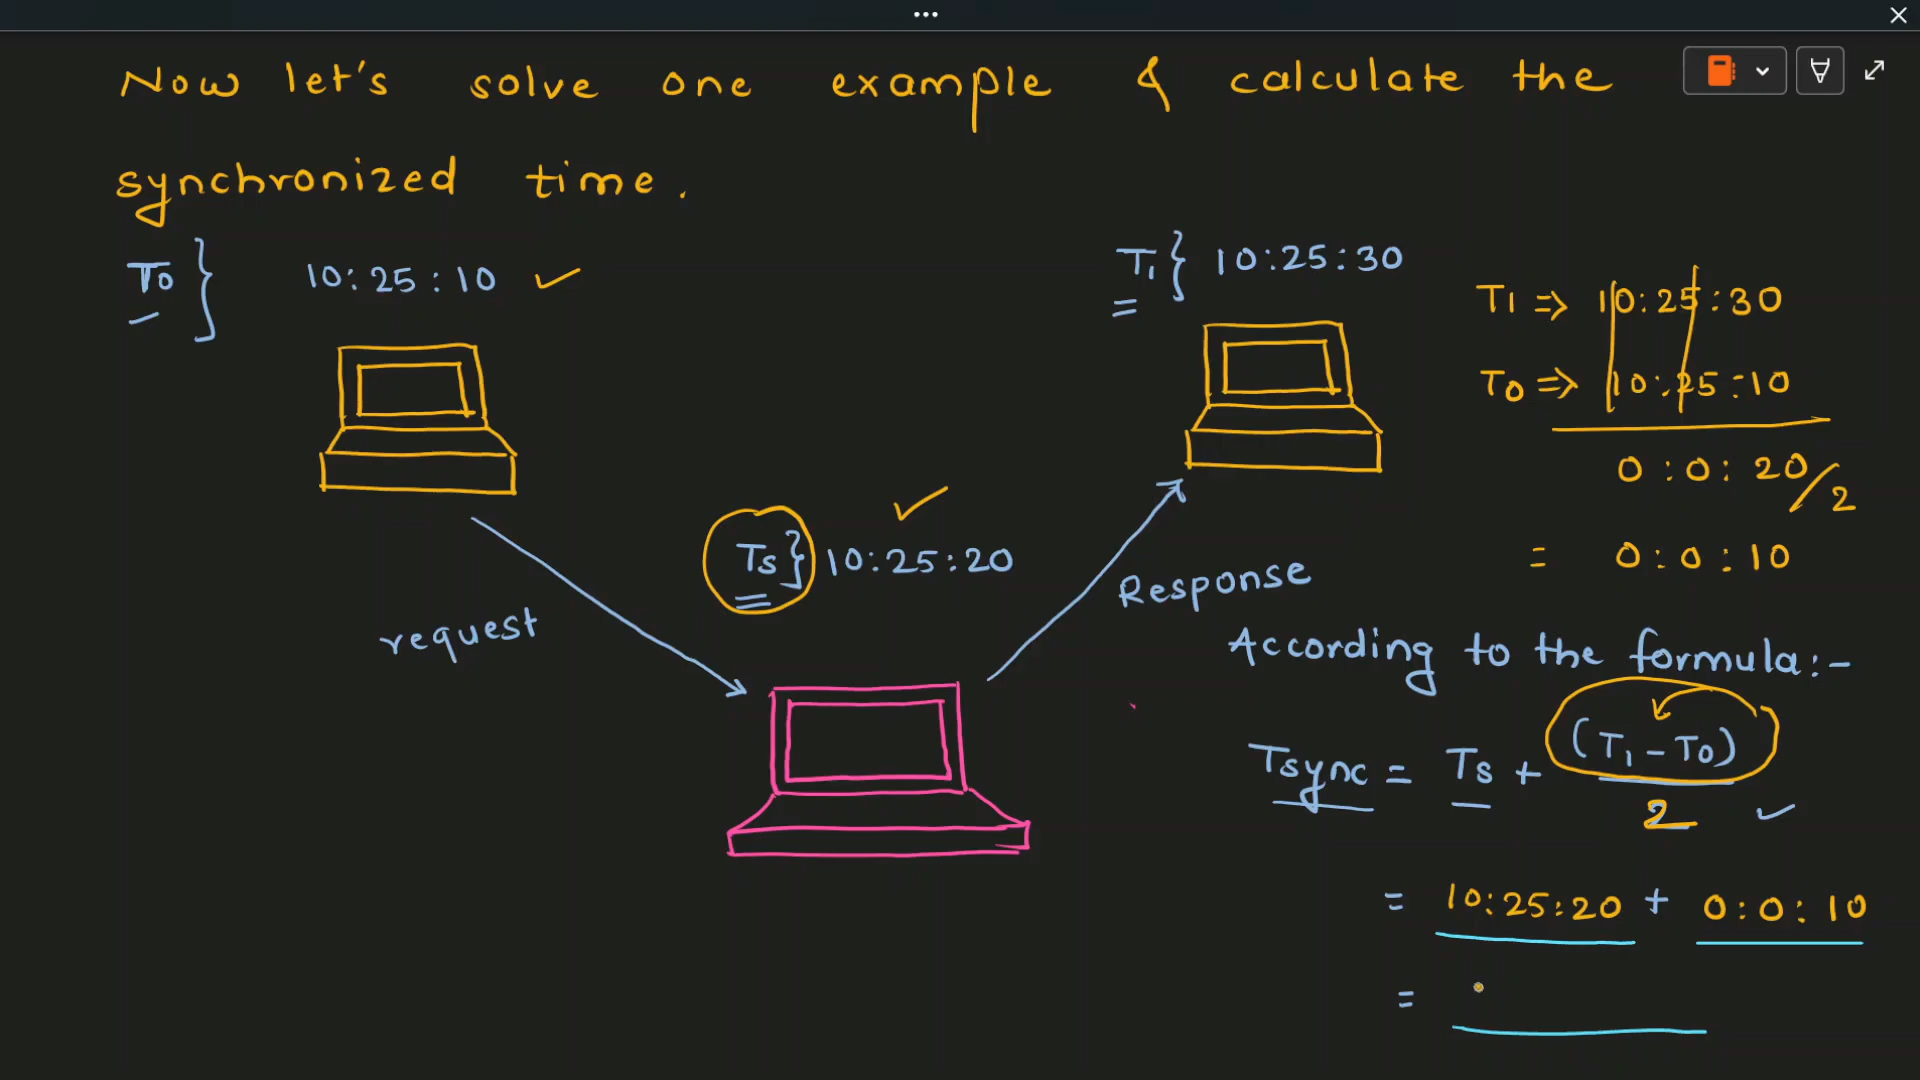 Now let's solve one example & calculate the
synchronized time.
T0 } 10:25:10 ✓
T1 } 10:25:30
T1 => 10:25:30
T0 => 10:25:10
0:0:20/2
= 0:0:10
Ts } 10:25:20 ✓
request
Response
According to the formula:-
Tsync = Ts + (T1 - T0)
2 ✓
= 10:25:20 + 0:0:10
=